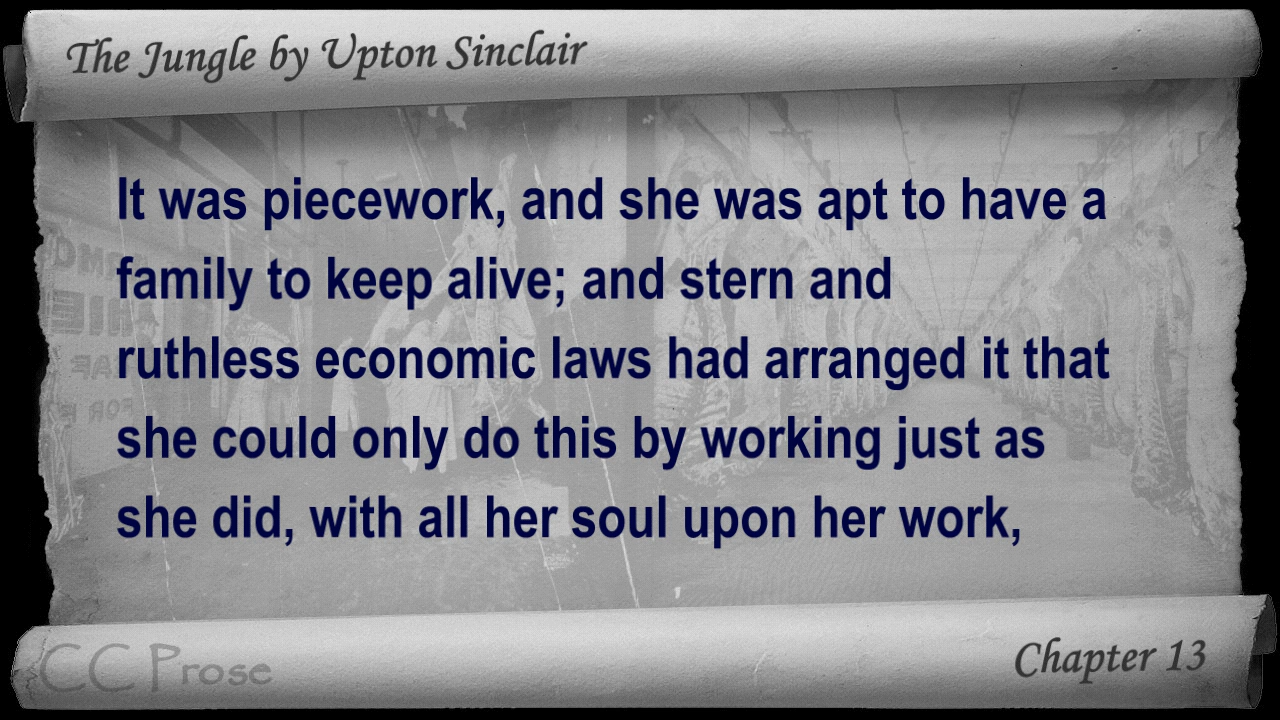 The Jungle by Upton Sinclair
It was piecework, and she was apt to have a
family to keep alive; and stern and
ruthless economic laws had arranged it that
she could only do this by working just as
she did, with all her soul upon her work,
CC Prose
Chapter 13